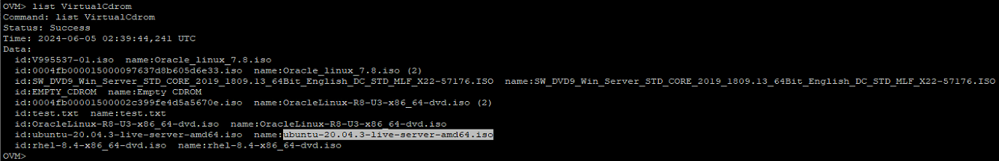 OVM> list VirtualCdrom
Command: list VirtualCdrom
Status: Success
Time: 2024-06-05 02:39:44,241 UTC
Data:
  id:V995537-01.iso  name:Oracle_linux_7.8.iso
  id:0004fb000015000097637d8b605d6e33.iso  name:Oracle_linux_7.8.iso (2)
  id:SW_DVD9_Win_Server_STD_CORE_2019_1809.13_64Bit_English_DC_STD_MLF_X22-57176.ISO  name:SW_DVD9_Win_Server_STD_CORE_2019_1809.13_64Bit_English_DC_STD_MLF_X22-57176.ISO
  id:EMPTY_CDROM  name:Empty CDROM
  id:0004fb00001500002c399fe4d5a5670e.iso  name:OracleLinux-R8-U3-x86_64-dvd.iso (2)
  id:test.txt  name:test.txt
  id:OracleLinux-R8-U3-x86_64-dvd.iso  name:OracleLinux-R8-U3-x86_64-dvd.iso
  id:ubuntu-20.04.3-live-server-amd64.iso  name:ubuntu-20.04.3-live-server-amd64.iso
  id:rhel-8.4-x86_64-dvd.iso  name:rhel-8.4-x86_64-dvd.iso
OVM>